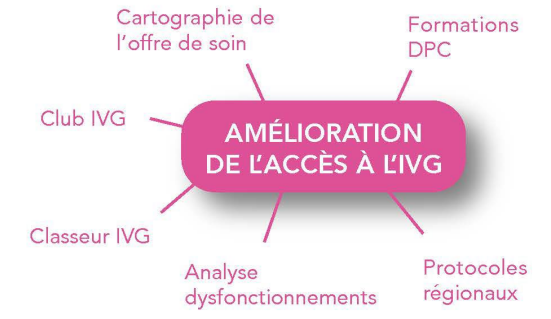 Cartographie de
l'offre de soin
Formations
DPC
Club IVG
AMÉLIORATION
DE L'ACCÈS À L'IVG
Classeur IVG
Analyse
dysfonctionnements
Protocoles
régionaux